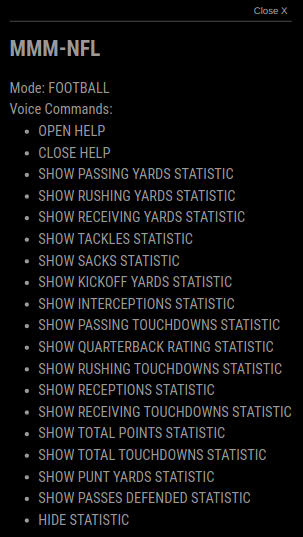 Close X
MMM-NFL
Mode: FOOTBALL
Voice Commands:
• OPEN HELP
• CLOSE HELP
• SHOW PASSING YARDS STATISTIC
• SHOW RUSHING YARDS STATISTIC
• SHOW RECEIVING YARDS STATISTIC
• SHOW TACKLES STATISTIC
• SHOW SACKS STATISTIC
• SHOW KICKOFF YARDS STATISTIC
• SHOW INTERCEPTIONS STATISTIC
• SHOW PASSING TOUCHDOWNS STATISTIC
• SHOW QUARTERBACK RATING STATISTIC
• SHOW RUSHING TOUCHDOWNS STATISTIC
• SHOW RECEPTIONS STATISTIC
• SHOW RECEIVING TOUCHDOWNS STATISTIC
• SHOW TOTAL POINTS STATISTIC
• SHOW TOTAL TOUCHDOWNS STATISTIC
• SHOW PUNT YARDS STATISTIC
• SHOW PASSES DEFENDED STATISTIC
• HIDE STATISTIC